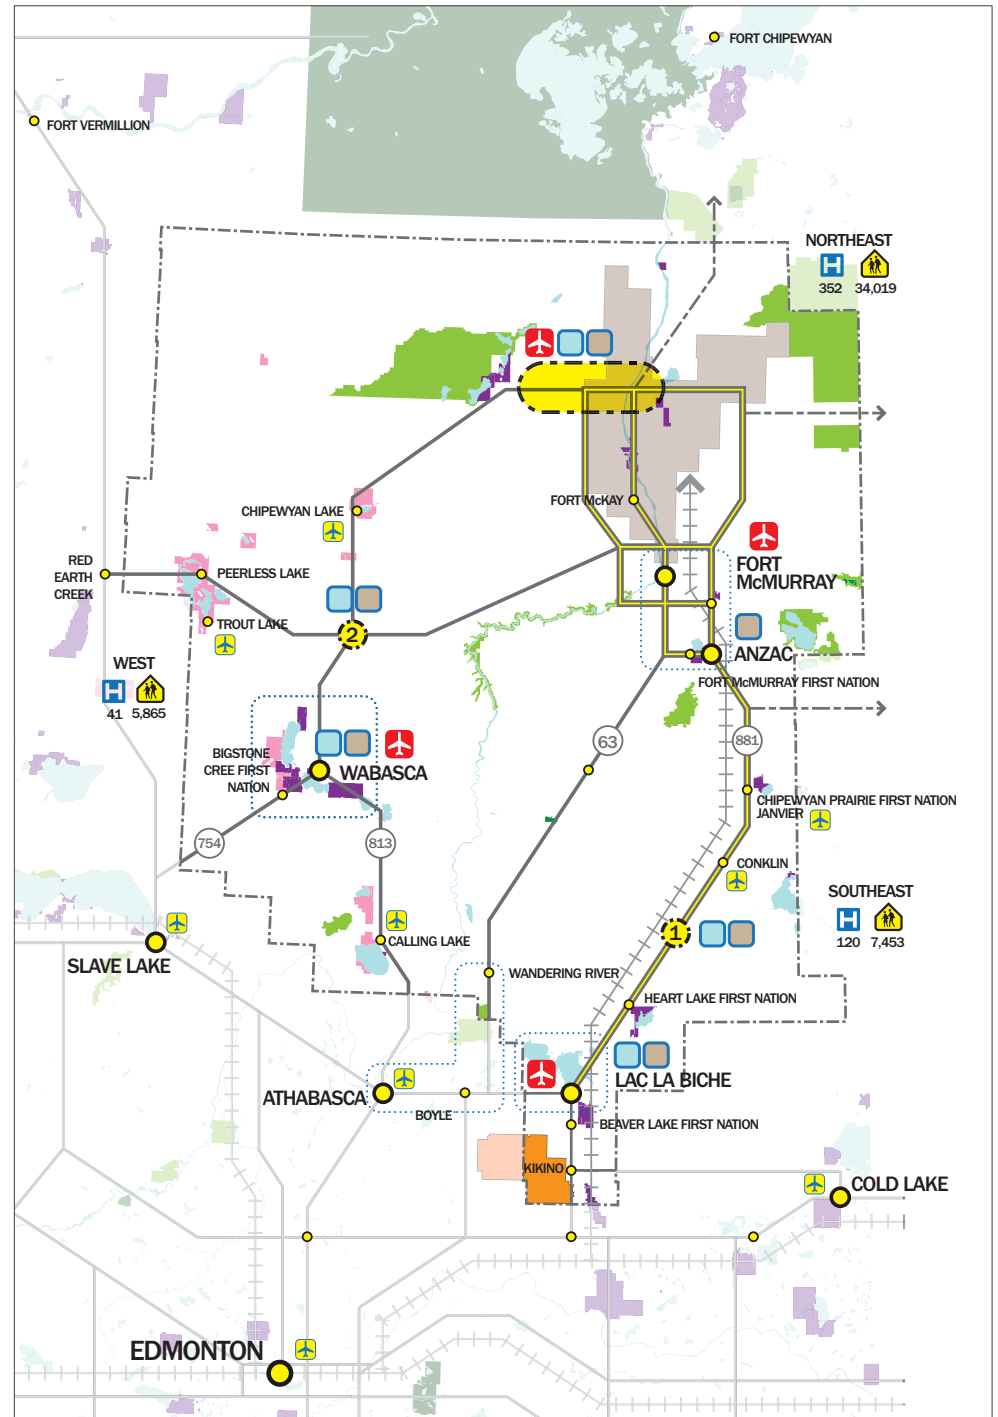 FORT CHIPEWYAN
FORT VERMILLION
NORTHEAST
H
352 34,019
CHIPEWYAN LAKE
FORT McKAY
RED
EARTH
CREEK
PEERLESS LAKE
FORT
McMURRAY
TROUT LAKE
2
ANZAC
WEST
H
41 5,865
FORT McMURRAY FIRST NATION
63
881
BIGSTONE
CREE FIRST
NATION
WABASCA
CHIPEWYAN PRAIRIE FIRST NATION
JANVIER
754
813
CONKLIN
SOUTHEAST
H
120 7,453
1
CALLING LAKE
SLAVE LAKE
WANDERING RIVER
HEART LAKE FIRST NATION
LAC LA BICHE
ATHABASCA
BOYLE
BEAVER LAKE FIRST NATION
KIKINO
COLD LAKE
EDMONTON